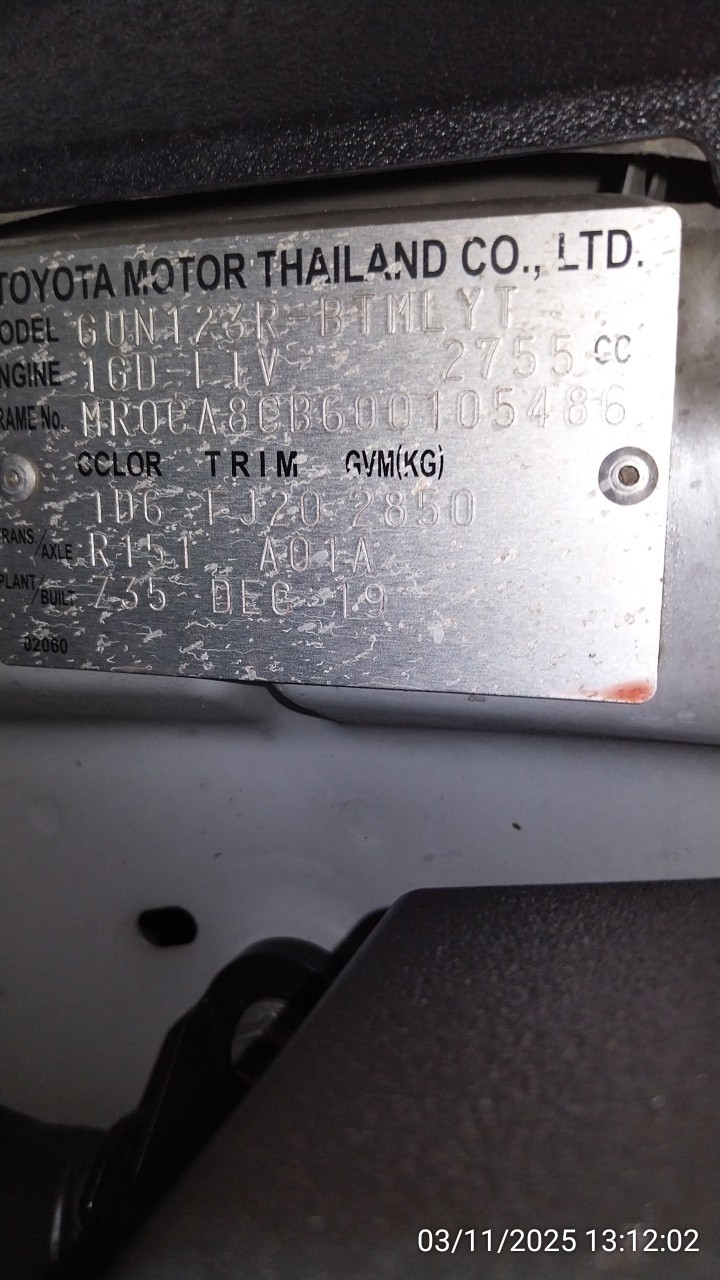 TOYOTA MOTOR THAILAND CO., LTD.
MODEL GUN123R-BTMLYT
ENGINE 1GD-FTV 2755 CC
FRAME No. MR0CA8CB600105486
COLOR TRIM GVM(KG)
1D6 FJ20 2850
TRANS/AXLE R151 A01A
PLANT/BUILT Z35 DEC 19
02060
03/11/2025 13:12:02